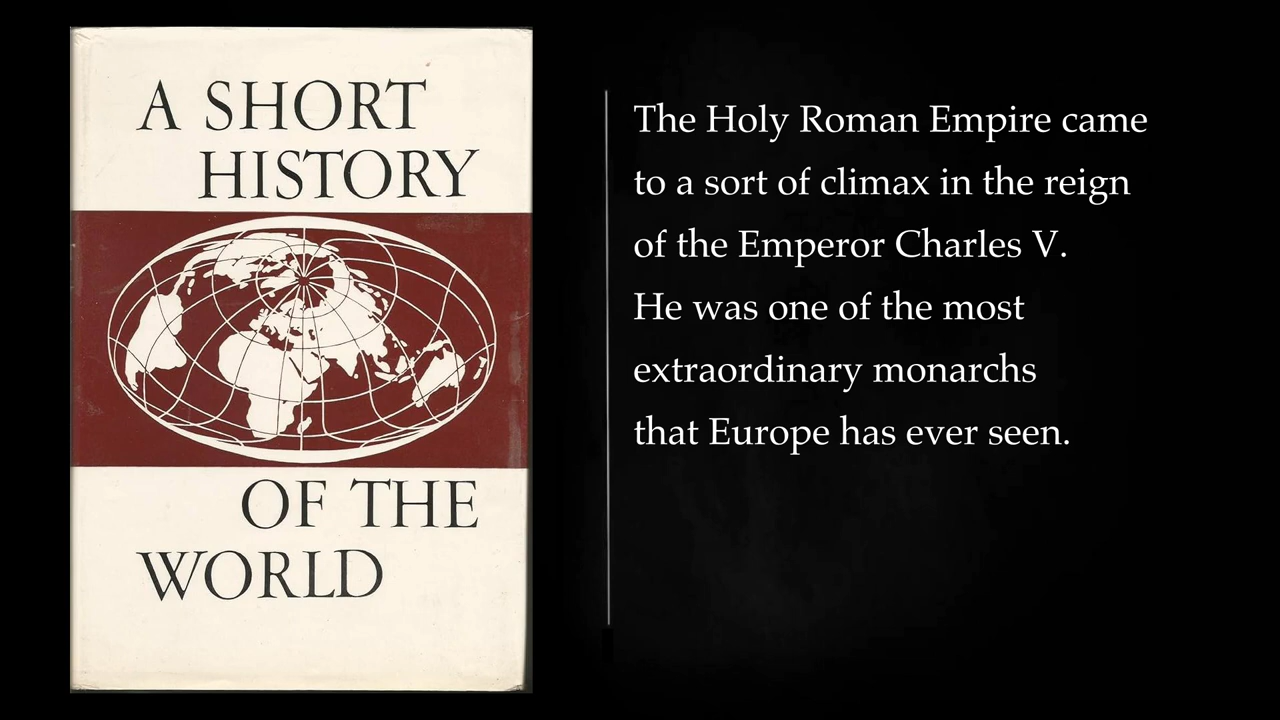 A SHORT
HISTORY
OF THE
WORLD
The Holy Roman Empire came
to a sort of climax in the reign
of the Emperor Charles V.
He was one of the most
extraordinary monarchs
that Europe has ever seen.